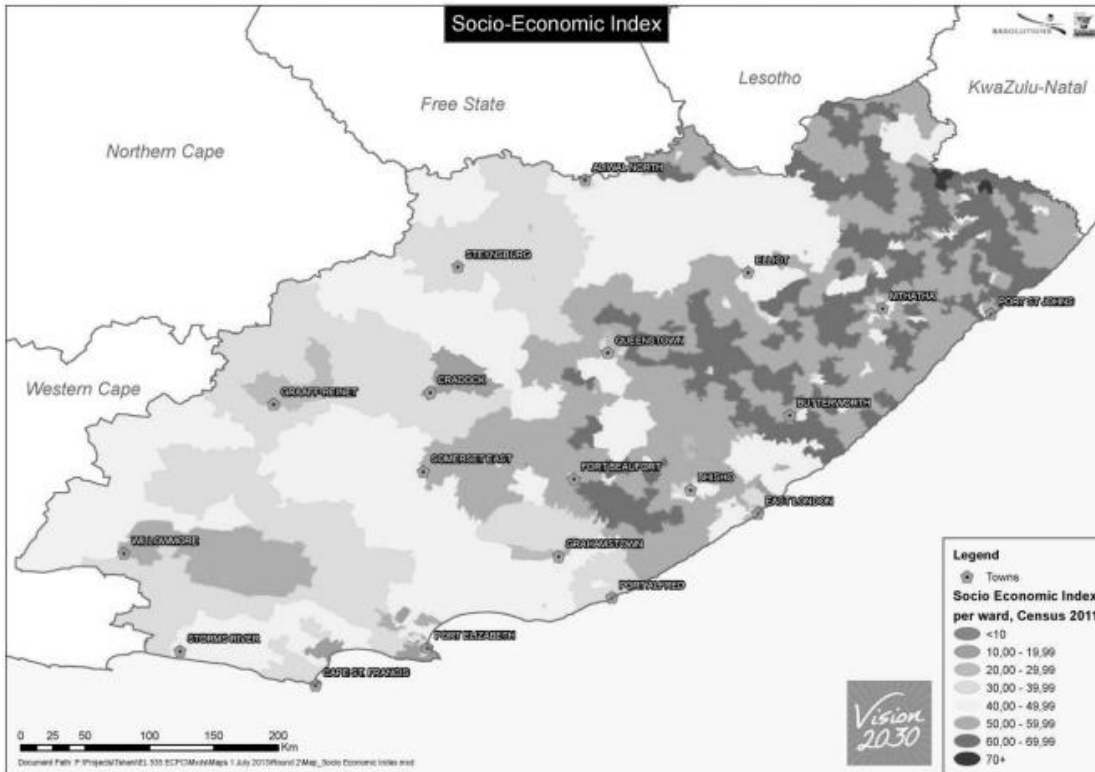 Socio-Economic Index
Lesotho
KwaZulu-Natal
Free State
Northern Cape
Western Cape
ALIWAL NORTH
STEYNSBURG
ELLIOT
MTHATHA
PORT ST JOHNS
QUEENSTOWN
CRADOCK
GRAAFF-REINET
BUTTERWORTH
SOMERSET EAST
FORT BEAUFORT
BHISHO
EAST LONDON
WILLOWMORE
GRAHAMSTOWN
PORT ALFRED
STORMS RIVER
PORT ELIZABETH
CAPE ST. FRANCIS
Legend
Towns
Socio Economic Index
per ward, Census 2011
<10
10,00 - 19,99
20,00 - 29,99
30,00 - 39,99
40,00 - 49,99
50,00 - 59,99
60,00 - 69,99
70+
Vision
2030
0 25 50 100 150 200
Km